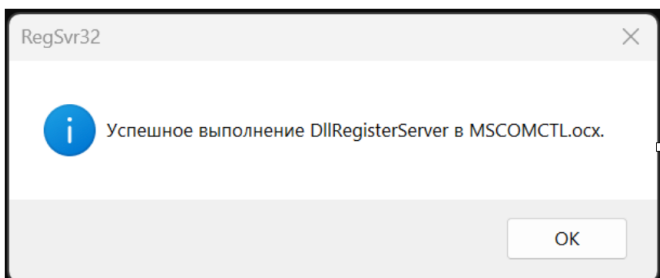 RegSvr32
Успешное выполнение DllRegisterServer в MSCOMCTL.ocx.
OK